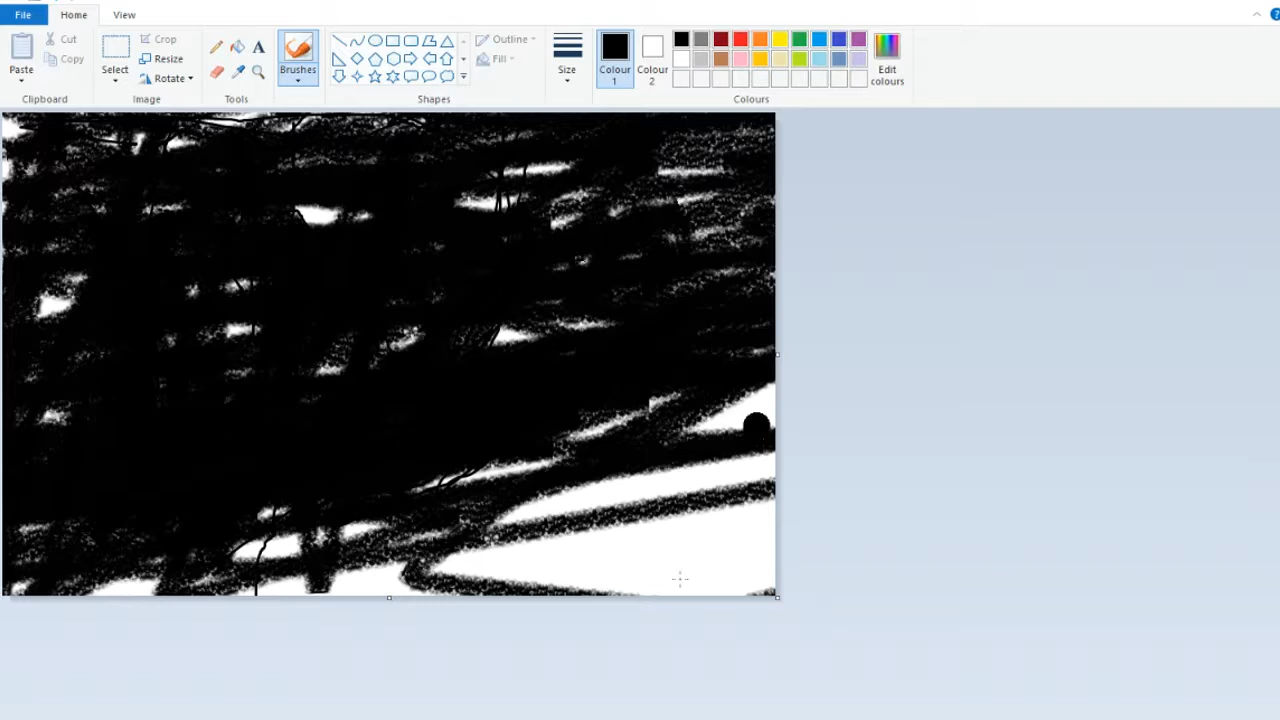 File Home View
Paste Cut Copy Select Crop Resize Rotate A Brushes Outline Fill Size Colour 1 Colour 2 Edit colours
Clipboard Image Tools Shapes Colours